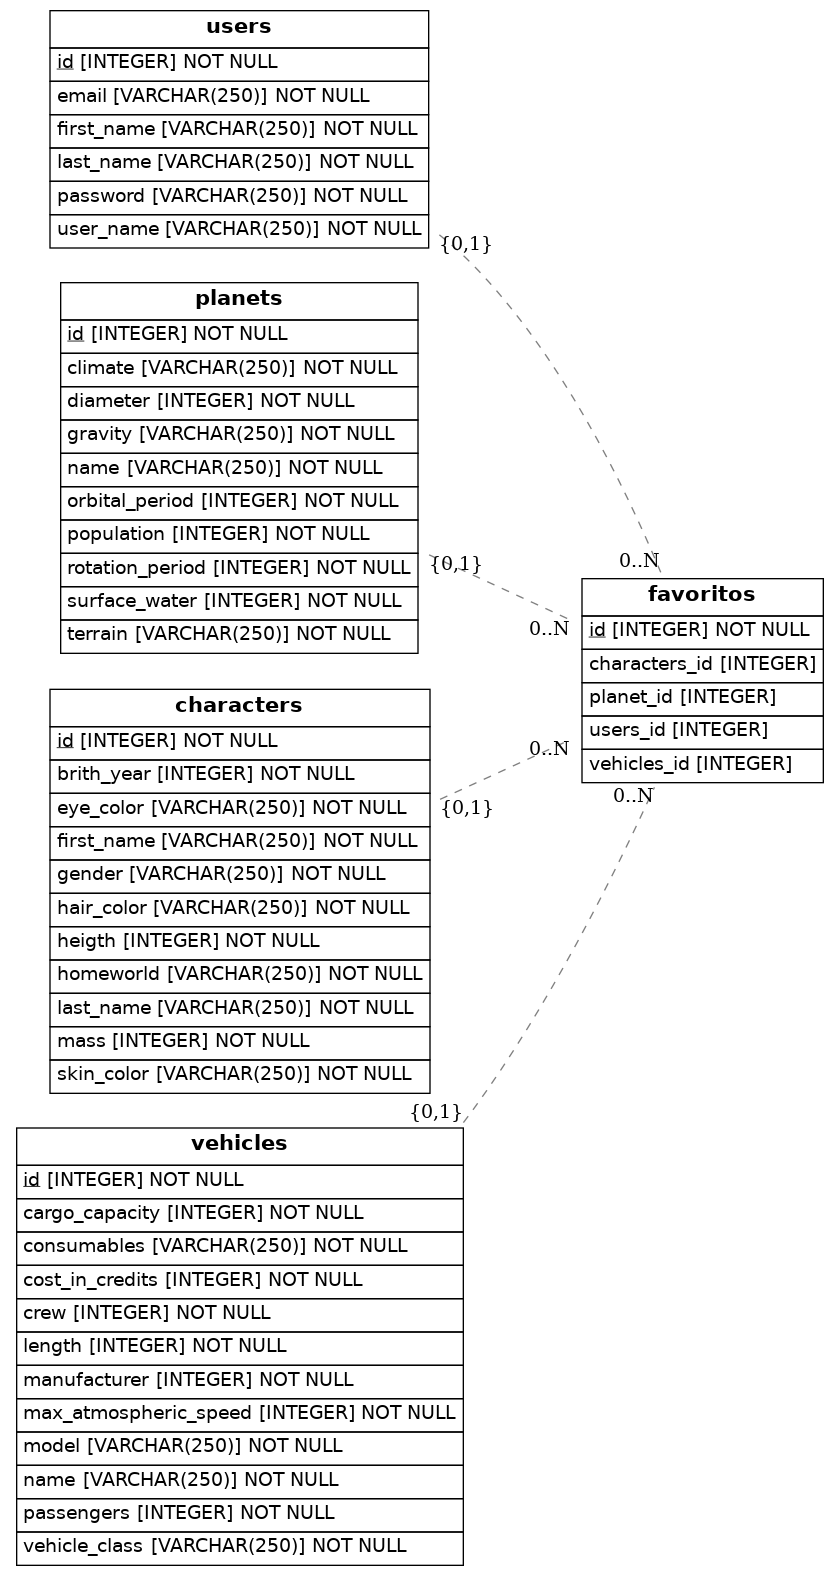 users
id [INTEGER] NOT NULL
email [VARCHAR(250)] NOT NULL
first_name [VARCHAR(250)] NOT NULL
last_name [VARCHAR(250)] NOT NULL
password [VARCHAR(250)] NOT NULL
user_name [VARCHAR(250)] NOT NULL
{0,1}
planets
id [INTEGER] NOT NULL
climate [VARCHAR(250)] NOT NULL
diameter [INTEGER] NOT NULL
gravity [VARCHAR(250)] NOT NULL
name [VARCHAR(250)] NOT NULL
orbital_period [INTEGER] NOT NULL
population [INTEGER] NOT NULL
rotation_period [INTEGER] NOT NULL
surface_water [INTEGER] NOT NULL
terrain [VARCHAR(250)] NOT NULL
{0,1}
0..N
0..N
favoritos
id [INTEGER] NOT NULL
characters_id [INTEGER]
planet_id [INTEGER]
users_id [INTEGER]
vehicles_id [INTEGER]
0..N
0..N
characters
id [INTEGER] NOT NULL
brith_year [INTEGER] NOT NULL
eye_color [VARCHAR(250)] NOT NULL
first_name [VARCHAR(250)] NOT NULL
gender [VARCHAR(250)] NOT NULL
hair_color [VARCHAR(250)] NOT NULL
heigth [INTEGER] NOT NULL
homeworld [VARCHAR(250)] NOT NULL
last_name [VARCHAR(250)] NOT NULL
mass [INTEGER] NOT NULL
skin_color [VARCHAR(250)] NOT NULL
{0,1}
{0,1}
vehicles
id [INTEGER] NOT NULL
cargo_capacity [INTEGER] NOT NULL
consumables [VARCHAR(250)] NOT NULL
cost_in_credits [INTEGER] NOT NULL
crew [INTEGER] NOT NULL
length [INTEGER] NOT NULL
manufacturer [INTEGER] NOT NULL
max_atmospheric_speed [INTEGER] NOT NULL
model [VARCHAR(250)] NOT NULL
name [VARCHAR(250)] NOT NULL
passengers [INTEGER] NOT NULL
vehicle_class [VARCHAR(250)] NOT NULL